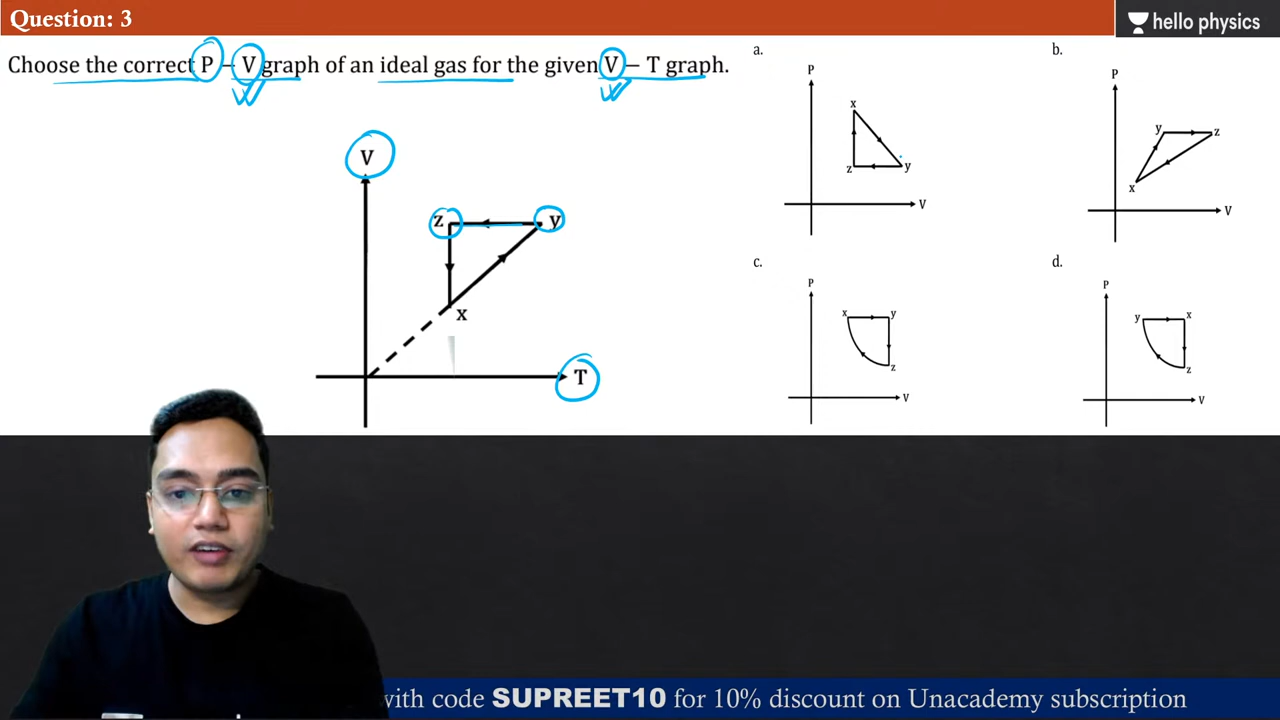 Question: 3
hello physics
Choose the correct P – V graph of an ideal gas for the given V – T graph.
V
z
y
x
T
a.
P
x
z
y
V
b.
P
y
z
x
V
c.
P
x
y
z
V
d.
P
y
x
z
V
with code SUPREET10 for 10% discount on Unacademy subscription